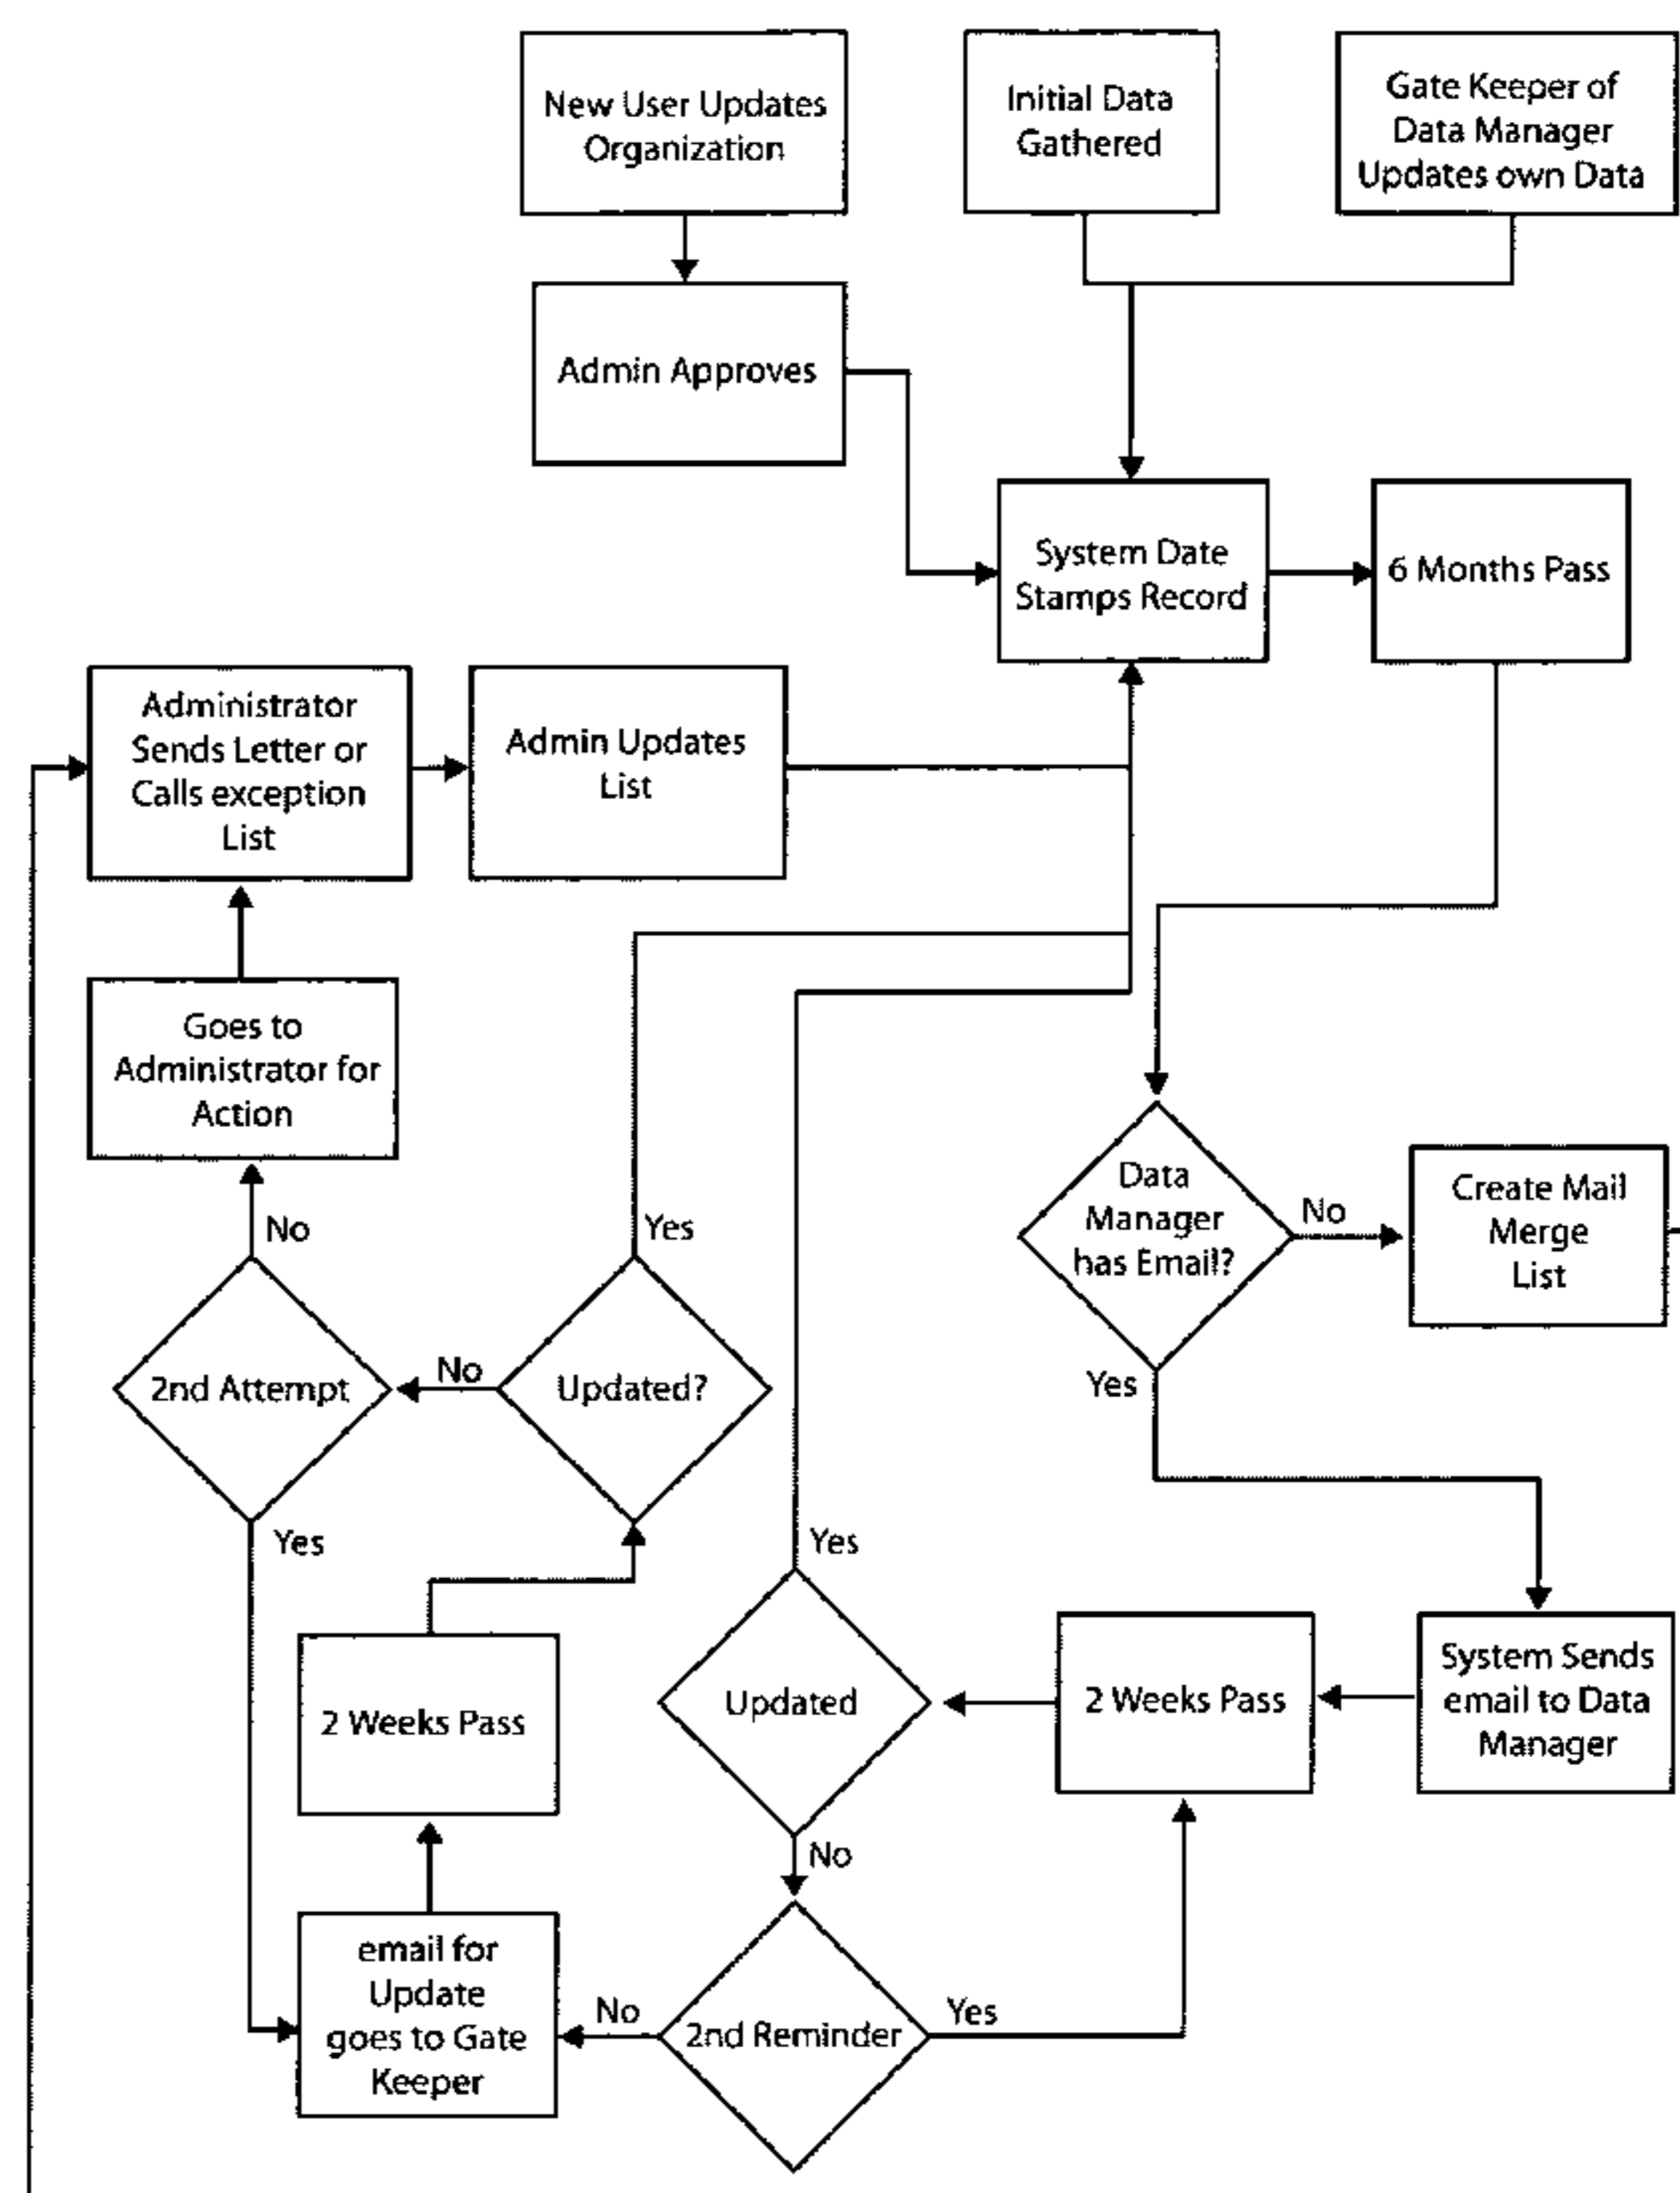 New User Updates
Organization
Initial Data
Gathered
Gate Keeper of
Data Manager
Updates own Data
Admin Approves
System Date
Stamps Record
6 Months Pass
Administrator
Sends Letter or
Calls exception
List
Admin Updates
List
Goes to
Administrator for
Action
Data
Manager
has Email?
No
Create Mail
Merge
List
No
Yes
2nd Attempt
No
Updated?
Yes
Yes
Yes
2 Weeks Pass
Updated
2 Weeks Pass
System Sends
email to Data
Manager
No
email for
Update
goes to Gate
Keeper
No
2nd Reminder
Yes